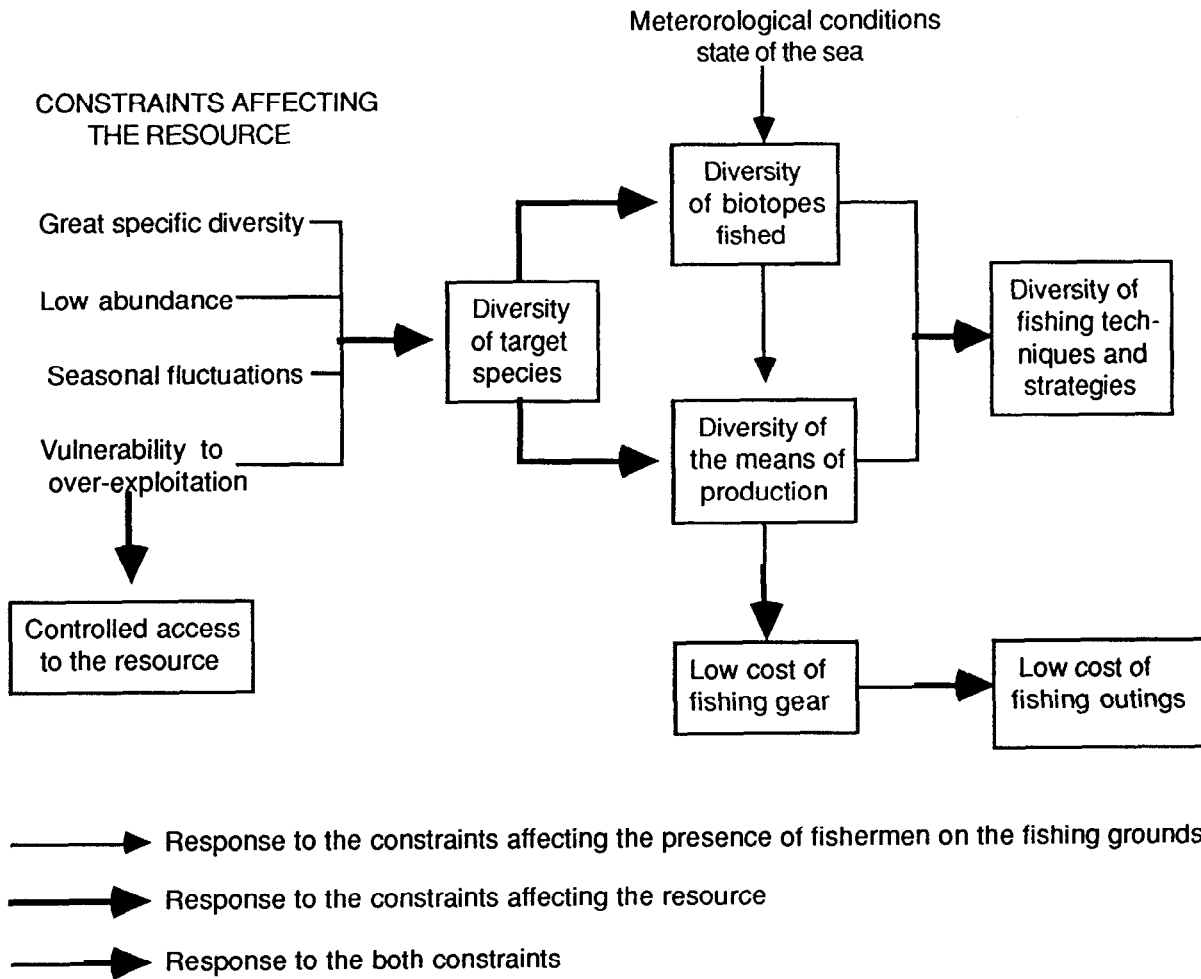 Meterorological conditions
state of the sea
CONSTRAINTS AFFECTING
THE RESOURCE
Great specific diversity
Low abundance
Seasonal fluctuations
Vulnerability to
over-exploitation
Controlled access
to the resource
Diversity
of target
species
Diversity
of biotopes
fished
Diversity of
the means of
production
Diversity of
fishing tech-
niques and
strategies
Low cost of
fishing gear
Low cost of
fishing outings
Response to the constraints affecting the presence of fishermen on the fishing grounds
Response to the constraints affecting the resource
Response to the both constraints